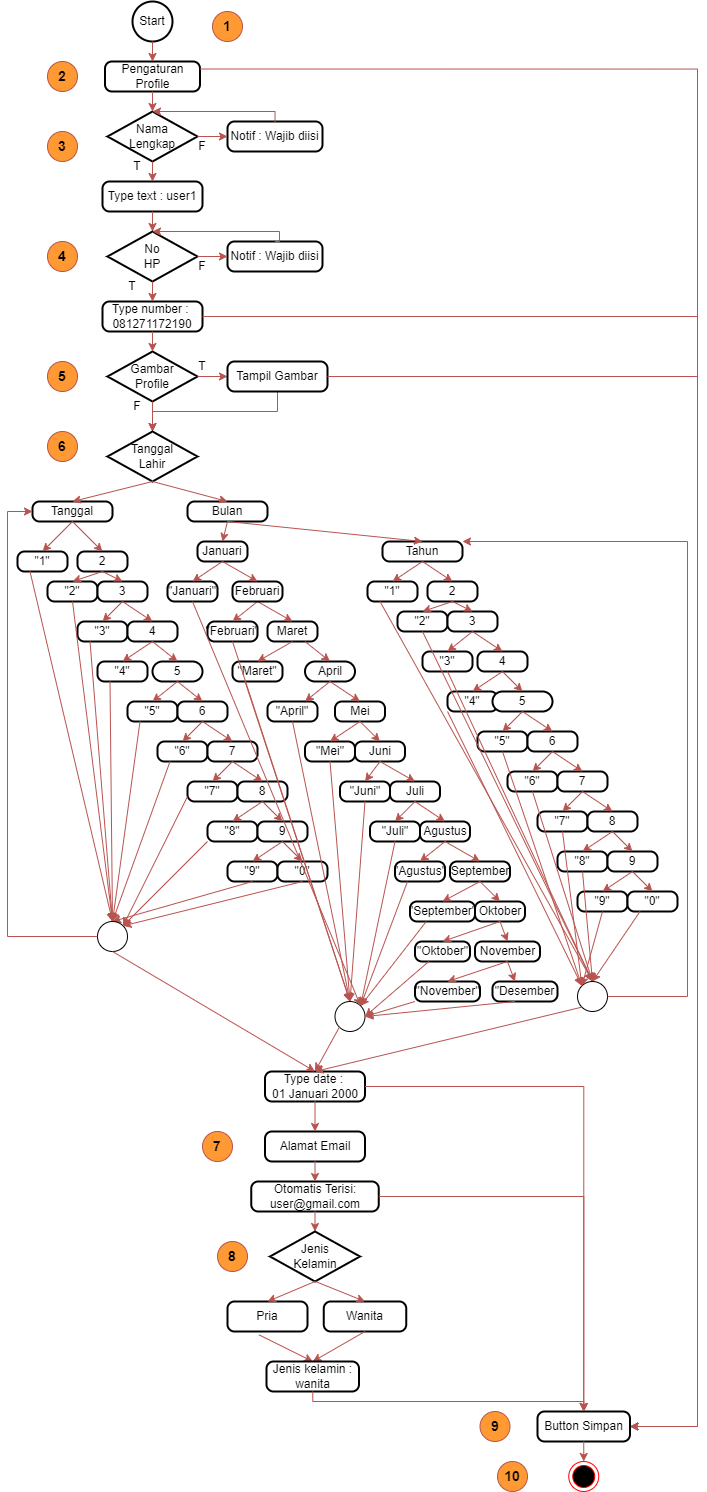 Start
1
2
Pengaturan
Profile
3
Nama
Lengkap
F
Notif : Wajib diisi
T
Type text : user1
4
No
HP
F
Notif : Wajib diisi
T
Type number :
081271172190
5
Gambar
Profile
T
Tampil Gambar
F
6
Tanggal
Lahir
Tanggal
Bulan
Januari
Tahun
"1"
2
"Januari"
Februari
"1"
2
"2"
3
"2"
3
"3"
4
"Februari"
Maret
"3"
4
"4"
5
"Maret"
April
"4"
5
"5"
6
"April"
Mei
"5"
6
"6"
7
"Mei"
Juni
"6"
7
"7"
8
"Juni"
Juli
"7"
8
"8"
9
"Juli"
Agustus
"8"
9
"9"
"0"
"Agustus"
September
"9"
"0"
"September"
Oktober
"Oktober"
November
"November"
"Desember
Type date :
01 Januari 2000
7
Alamat Email
Otomatis Terisi:
user@gmail.com
8
Jenis
Kelamin
Pria
Wanita
Jenis kelamin :
wanita
9
Button Simpan
10